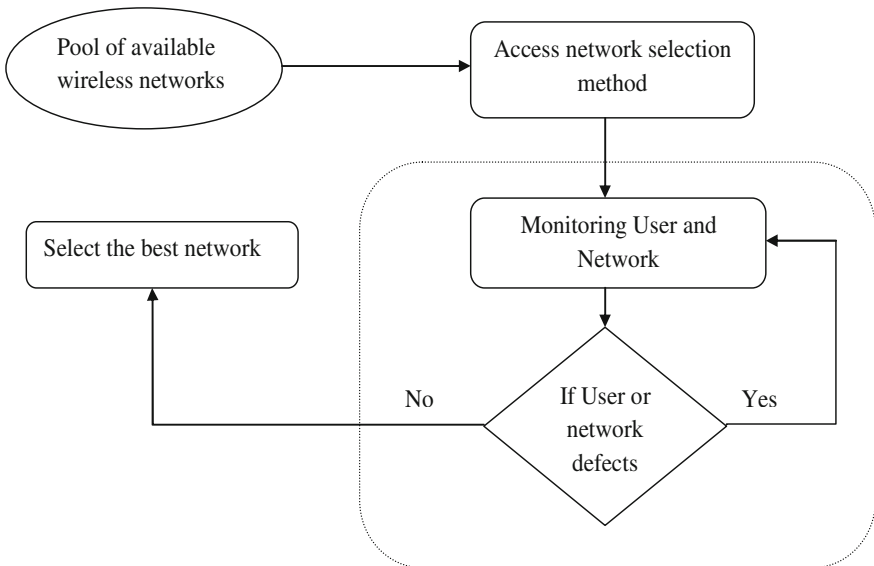 Pool of available
wireless networks
Access network selection
method
Monitoring User and
Network
Select the best network
No
If User or
network
defects
Yes